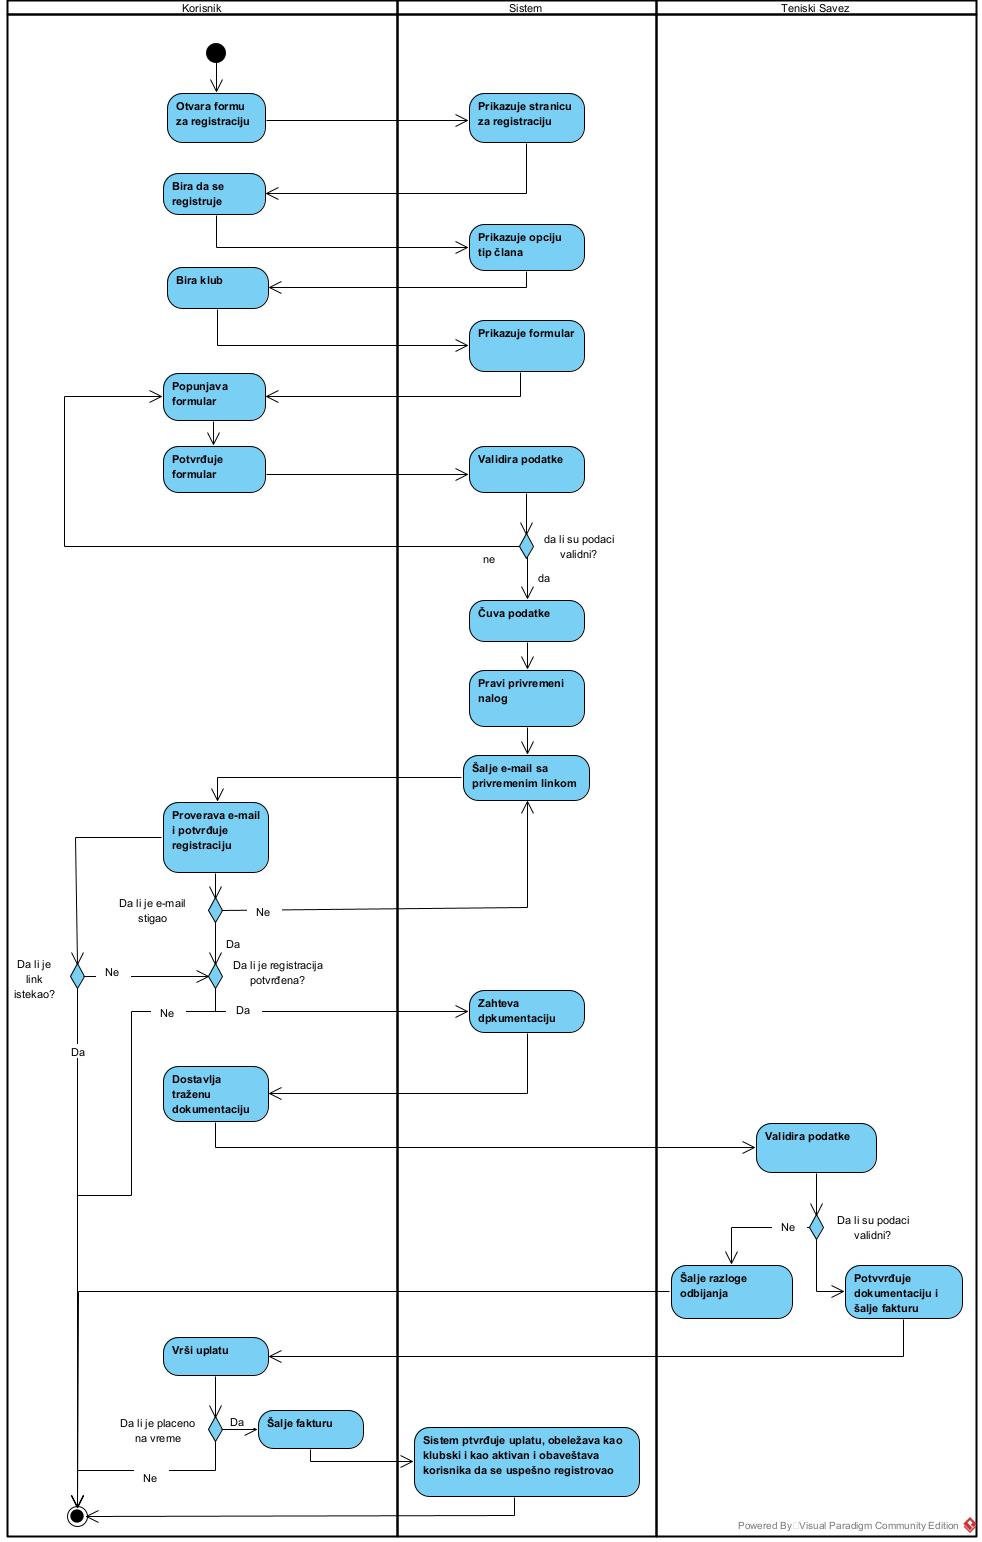 Korisnik
Sistem
Teniski Savez
Otvara formu
za registraciju
Prikazuje stranicu
za registraciju
Bira da se
registruje
Prikazuje opciju
tip člana
Bira klub
Prikazuje formular
Popunjava
formular
Potvrđuje
formular
Validira podatke
da li su podaci
validni?
ne
da
Čuva podatke
Pravi privremeni
nalog
Šalje e-mail sa
privremenim linkom
Proverava e-mail
i potvrđuje
registraciju
Da li je e-mail
stigao
Ne
Da
Da li je
link
istekao?
Ne
Da li je registracija
potvrđena?
Ne
Da
Zahteva
dpkumentaciju
Da
Dostavlja
traženu
dokumentaciju
Validira podatke
Da li su podaci
validni?
Ne
Šalje razloge
odbijanja
Potvvrđuje
dokumentaciju i
šalje fakturu
Vrši uplatu
Da li je placeno
na vreme
Da
Šalje fakturu
Ne
Sistem ptvrđuje uplatu, obeležava kao
klubski i kao aktivan i obaveštava
korisnika da se uspešno registrovao
Powered By Visual Paradigm Community Edition